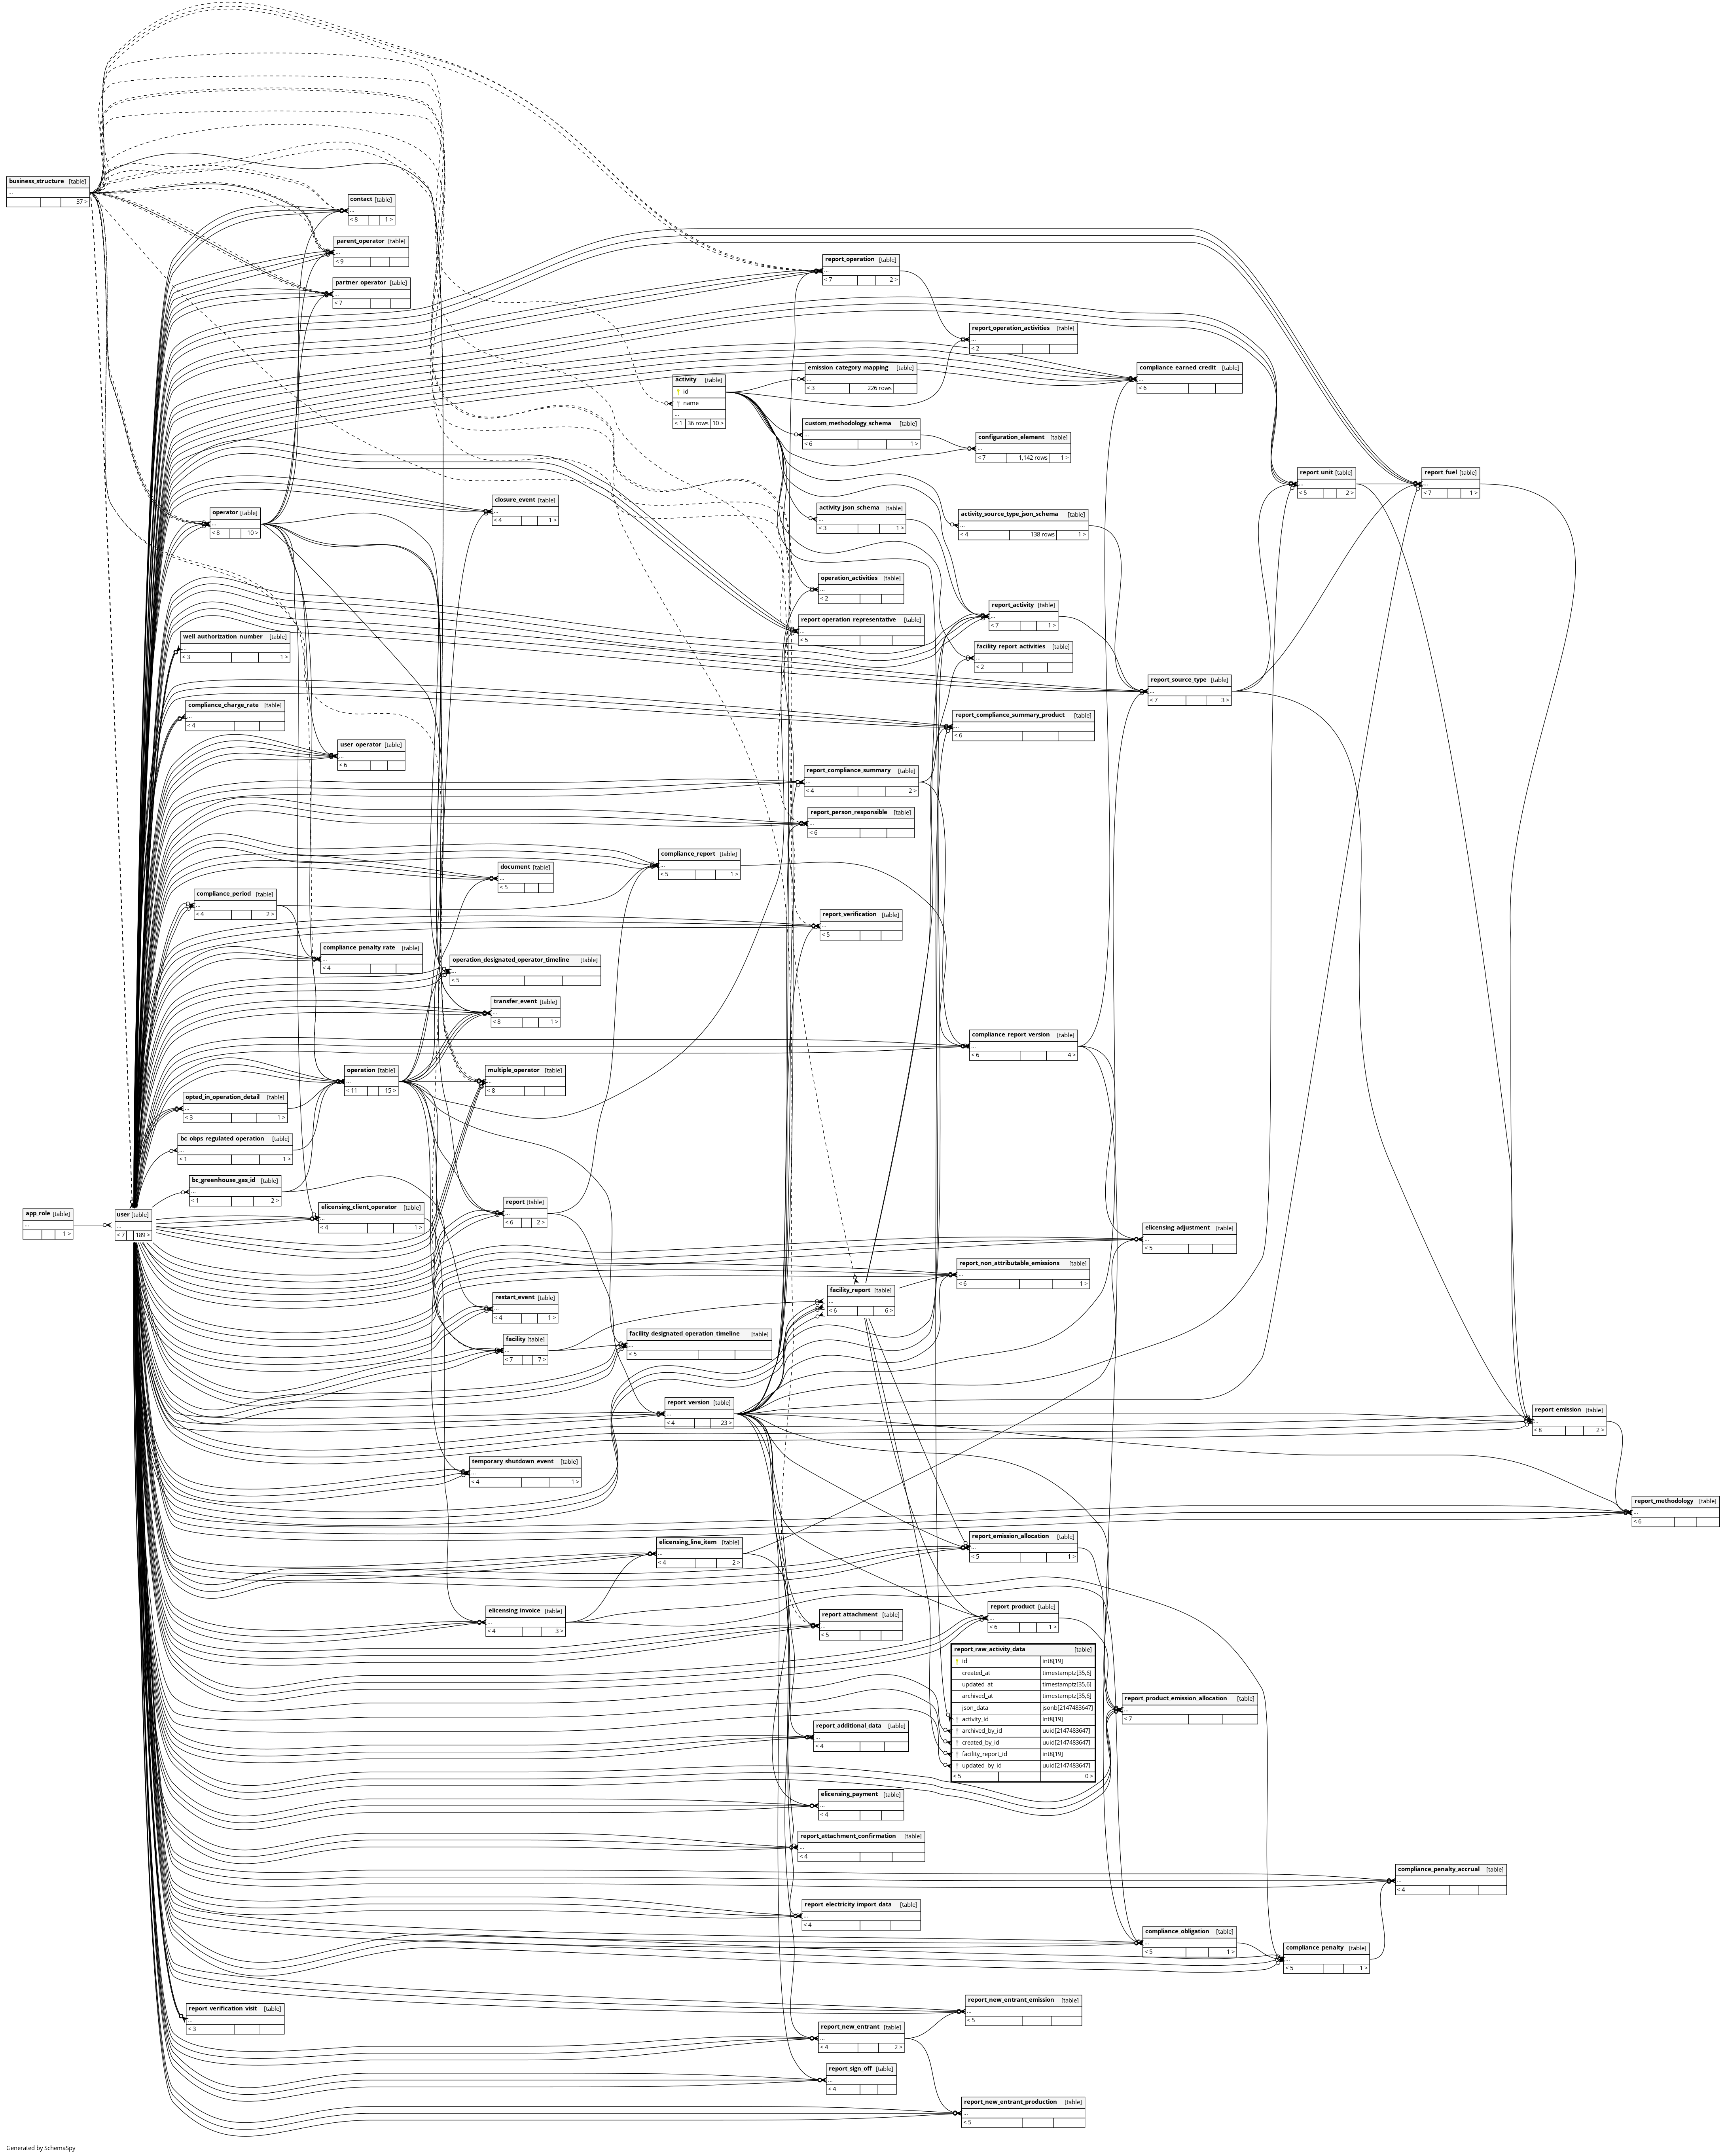 business_structure [table]
...
37 >
contact [table]
...
< 8 1 >
parent_operator [table]
...
< 9
partner_operator [table]
...
< 7
report_operation [table]
...
< 7 2 >
report_operation_activities [table]
...
< 2
emission_category_mapping [table]
...
< 3 226 rows
compliance_earned_credit [table]
...
< 6
activity [table]
id
name
...
< 1 36 rows 10 >
custom_methodology_schema [table]
...
< 6 1 >
configuration_element [table]
...
< 7 1,142 rows 1 >
report_unit [table]
...
< 5 2 >
report_fuel [table]
...
< 7 1 >
closure_event [table]
...
< 4 1 >
operator [table]
...
< 8 10 >
activity_json_schema [table]
...
< 3 1 >
activity_source_type_json_schema [table]
...
< 4 138 rows 1 >
operation_activities [table]
...
< 2
report_activity [table]
...
< 7 1 >
report_operation_representative [table]
...
< 5
well_authorization_number [table]
...
< 3 1 >
facility_report_activities [table]
...
< 2
report_source_type [table]
...
< 7 3 >
compliance_charge_rate [table]
...
< 4
report_compliance_summary_product [table]
...
< 6
user_operator [table]
...
< 6
report_compliance_summary [table]
...
< 4 2 >
report_person_responsible [table]
...
< 6
compliance_report [table]
...
< 5 1 >
document [table]
...
< 5
compliance_period [table]
...
< 4 2 >
report_verification [table]
...
< 5
compliance_penalty_rate [table]
...
< 4
operation_designated_operator_timeline [table]
...
< 5
transfer_event [table]
...
< 8 1 >
compliance_report_version [table]
...
< 6 4 >
operation [table]
...
< 11 15 >
multiple_operator [table]
...
< 8
opted_in_operation_detail [table]
...
< 3 1 >
bc_obps_regulated_operation [table]
...
< 1 1 >
bc_greenhouse_gas_id [table]
...
< 1 2 >
report [table]
...
< 6 2 >
elicensing_client_operator [table]
...
< 4 1 >
app_role [table]
...
1 >
user [table]
...
< 7 189 >
elicensing_adjustment [table]
...
< 5
report_non_attributable_emissions [table]
...
< 6 1 >
facility_report [table]
...
< 6 6 >
restart_event [table]
...
< 4 1 >
facility [table]
...
< 7 7 >
facility_designated_operation_timeline [table]
...
< 5
report_version [table]
...
< 4 23 >
report_emission [table]
...
< 8 2 >
temporary_shutdown_event [table]
...
< 4 1 >
report_methodology [table]
...
< 6
elicensing_line_item [table]
...
< 4 2 >
report_emission_allocation [table]
...
< 5 1 >
elicensing_invoice [table]
...
< 4 3 >
report_attachment [table]
...
< 5
report_product [table]
...
< 6 1 >
report_raw_activity_data [table]
id int8[19]
created_at timestamptz[35,6]
updated_at timestamptz[35,6]
archived_at timestamptz[35,6]
json_data jsonb[2147483647]
activity_id int8[19]
archived_by_id uuid[2147483647]
created_by_id uuid[2147483647]
facility_report_id int8[19]
updated_by_id uuid[2147483647]
< 5 0 >
report_product_emission_allocation [table]
...
< 7
report_additional_data [table]
...
< 4
elicensing_payment [table]
...
< 4
report_attachment_confirmation [table]
...
< 4
compliance_penalty_accrual [table]
...
< 4
report_electricity_import_data [table]
...
< 4
compliance_obligation [table]
...
< 5 1 >
compliance_penalty [table]
...
< 5 1 >
report_new_entrant_emission [table]
...
< 5
report_verification_visit [table]
...
< 3
report_new_entrant [table]
...
< 4 2 >
report_sign_off [table]
...
< 4
report_new_entrant_production [table]
...
< 5
Generated by SchemaSpy